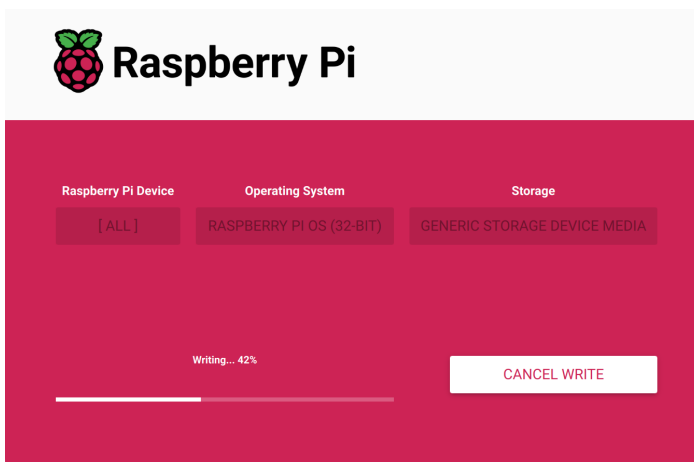 Raspberry Pi
Raspberry Pi Device
Operating System
Storage
[ ALL ]
RASPBERRY PI OS (32-BIT)
GENERIC STORAGE DEVICE MEDIA
Writing... 42%
CANCEL WRITE